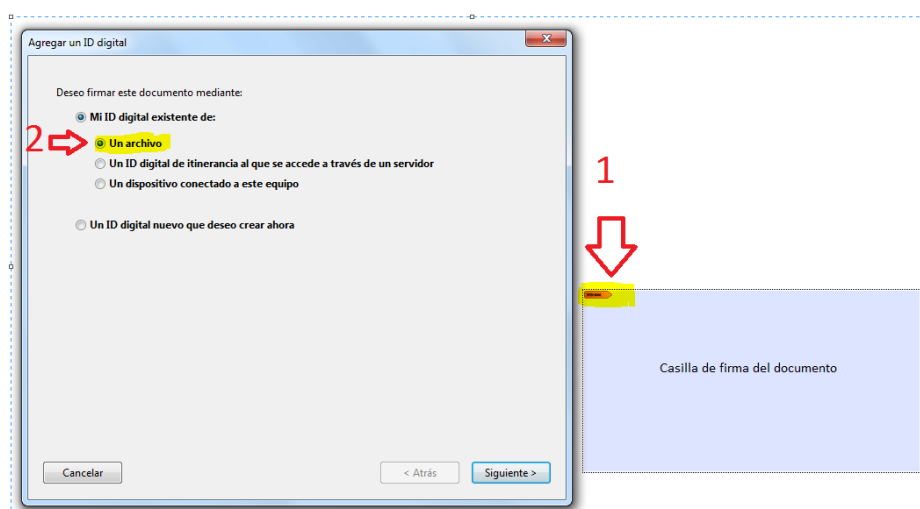 Agregar un ID digital
Deseo firmar este documento mediante:
Mi ID digital existente de:
2
Un archivo
Un ID digital de itinerancia al que se accede a través de un servidor
Un dispositivo conectado a este equipo
Un ID digital nuevo que deseo crear ahora
Cancelar
< Atrás
Siguiente >
1
Casilla de firma del documento